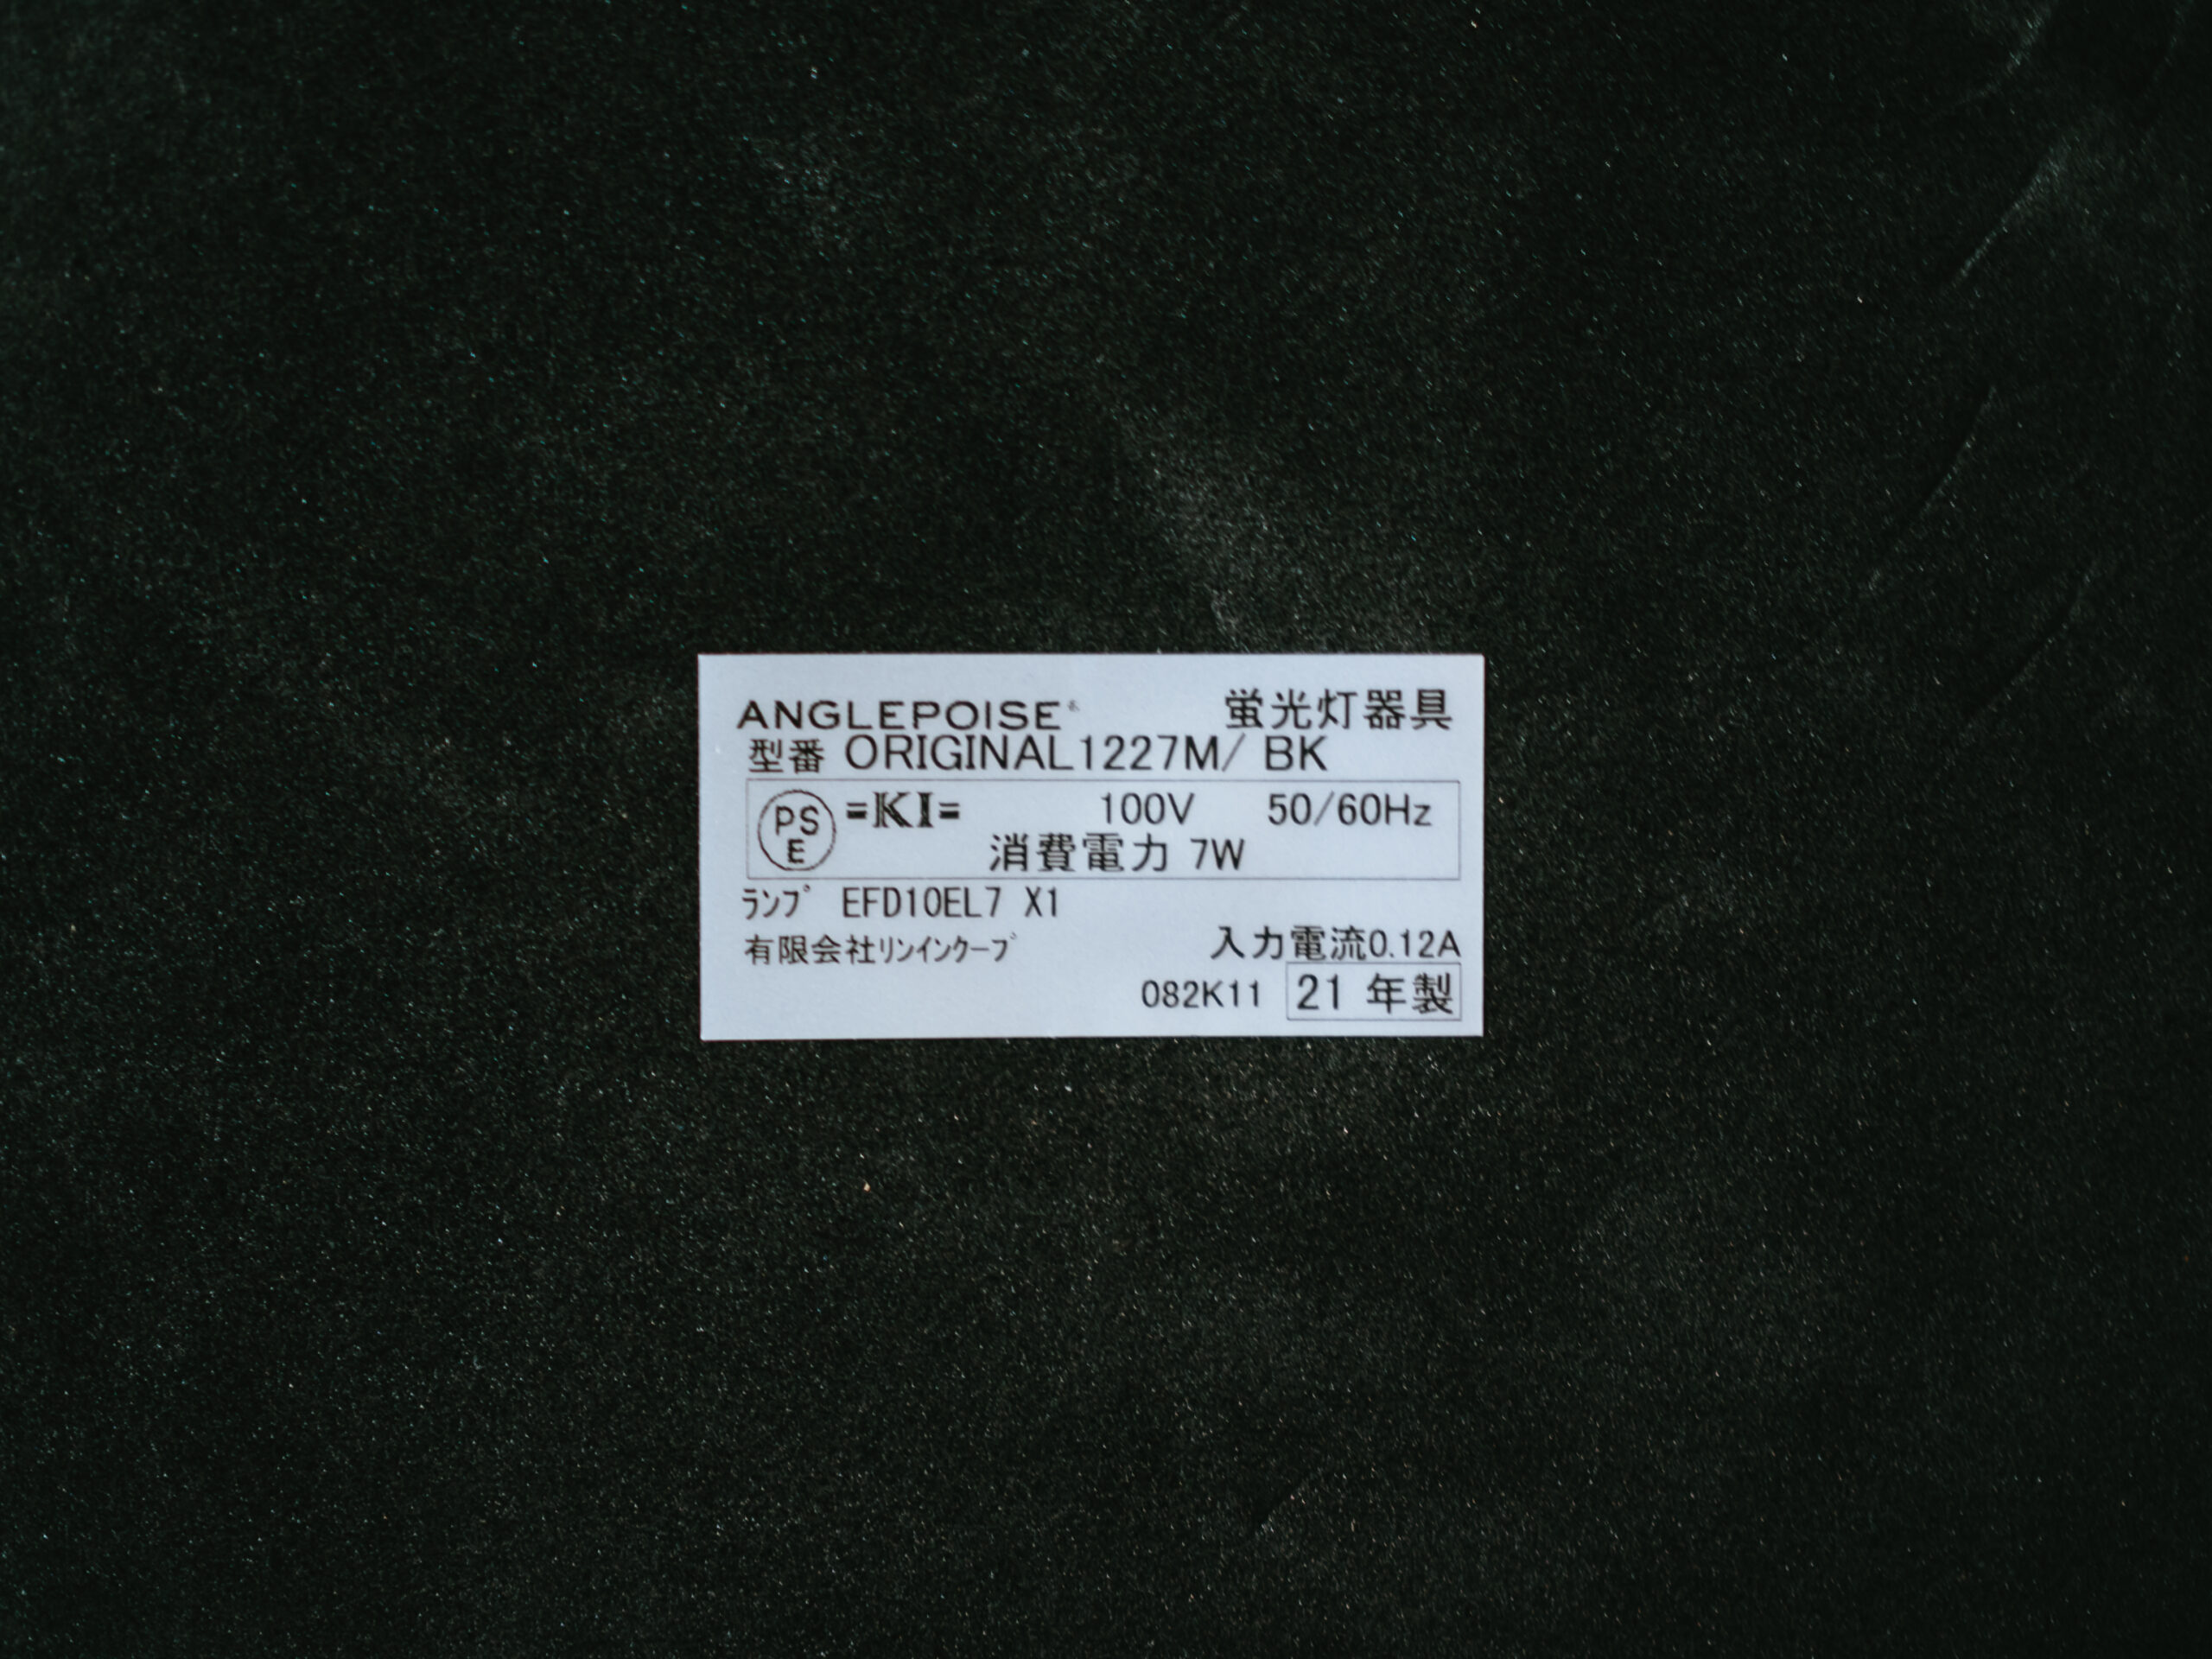 ANGLEPOISE® 蛍光灯器具
型番 ORIGINAL1227M/ BK
PSE =KI= 100V 50/60Hz
消費電力 7W
ﾗﾝﾌﾟ EFD10EL7 X1
有限会社ﾘﾝｲﾝｸｰﾌﾞ 入力電流0.12A
082K11 21 年製